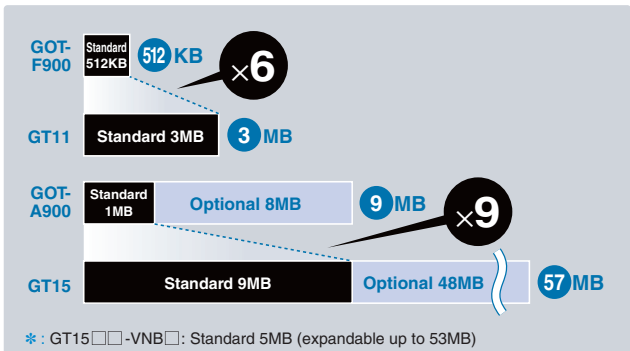 GOT-F900
Standard 512KB
512 KB
×6
GT11
Standard 3MB
3 MB
GOT-A900
Standard 1MB
Optional 8MB
9 MB
×9
GT15
Standard 9MB
Optional 48MB
57 MB
* : GT15□□-VNB□: Standard 5MB (expandable up to 53MB)